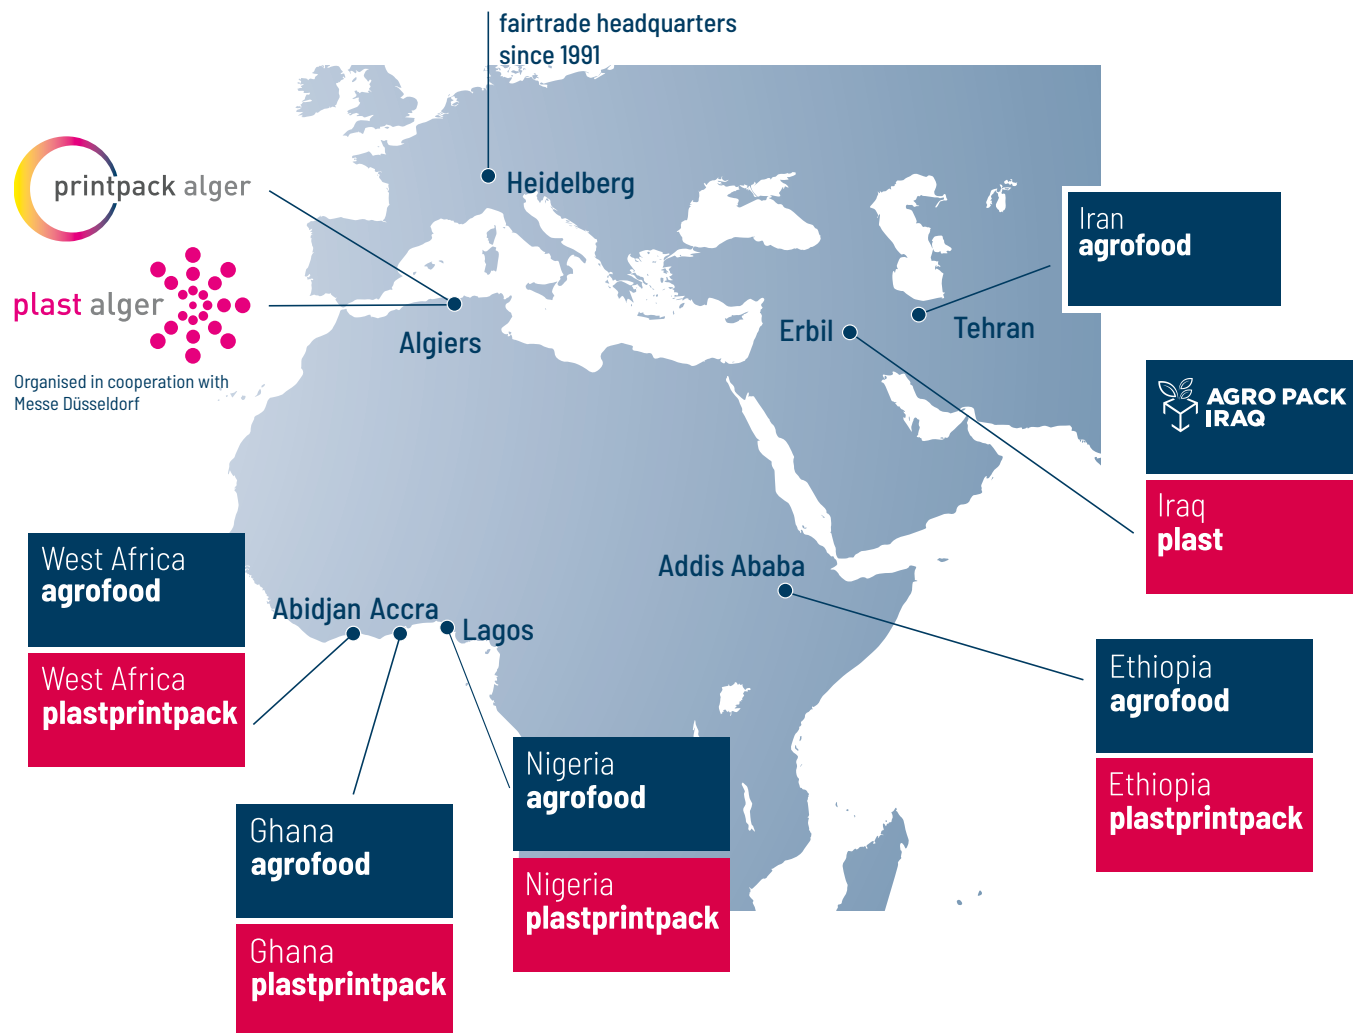 fairtrade headquarters
since 1991
Heidelberg
printpack alger
plast alger
Organised in cooperation with
Messe Düsseldorf
Algiers
Erbil
Tehran
Iran
agrofood
AGRO PACK
IRAQ
Iraq
plast
West Africa
agrofood
West Africa
plastprintpack
Abidjan Accra
Lagos
Addis Ababa
Ethiopia
agrofood
Ethiopia
plastprintpack
Nigeria
agrofood
Nigeria
plastprintpack
Ghana
agrofood
Ghana
plastprintpack